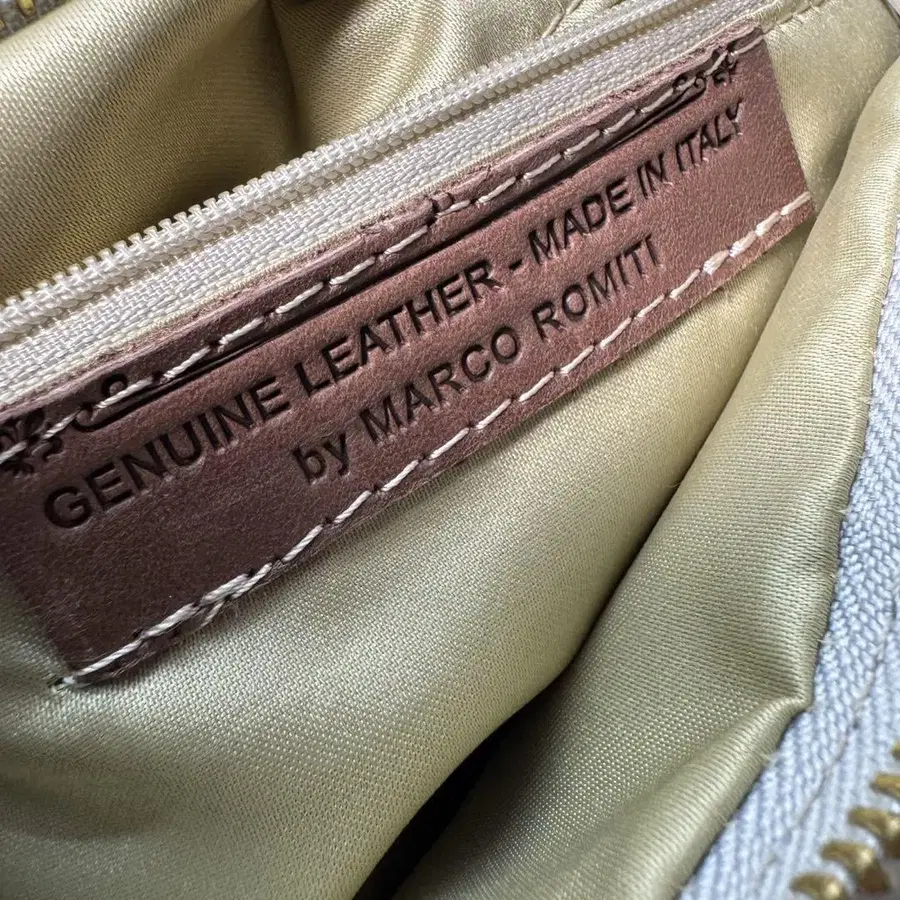 GENUINE LEATHER - MADE IN ITALY
by MARCO ROMITI